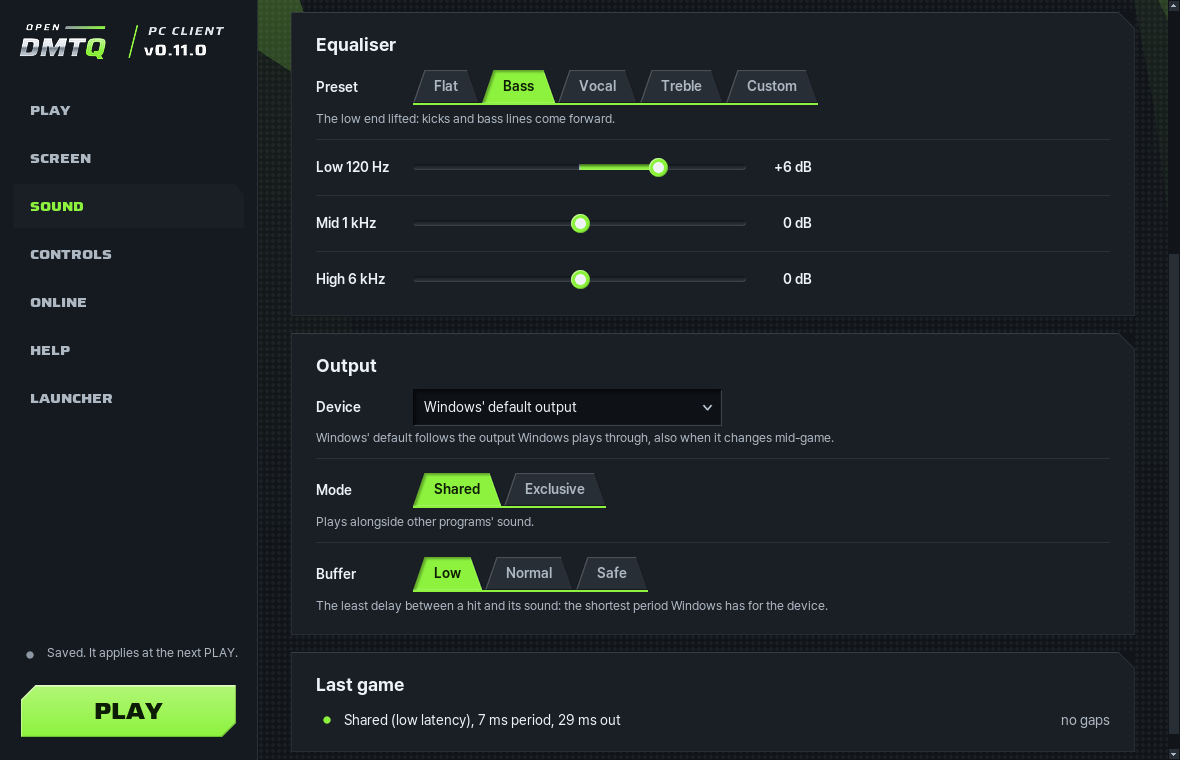 OPEN
DMTQ
PC CLIENT
v0.11.0
PLAY
SCREEN
SOUND
CONTROLS
ONLINE
HELP
LAUNCHER
Saved. It applies at the next PLAY.
PLAY
Equaliser
Preset Flat Bass Vocal Treble Custom
The low end lifted: kicks and bass lines come forward.
Low 120 Hz +6 dB
Mid 1 kHz 0 dB
High 6 kHz 0 dB
Output
Device Windows' default output
Windows' default follows the output Windows plays through, also when it changes mid-game.
Mode Shared Exclusive
Plays alongside other programs' sound.
Buffer Low Normal Safe
The least delay between a hit and its sound: the shortest period Windows has for the device.
Last game
Shared (low latency), 7 ms period, 29 ms out no gaps